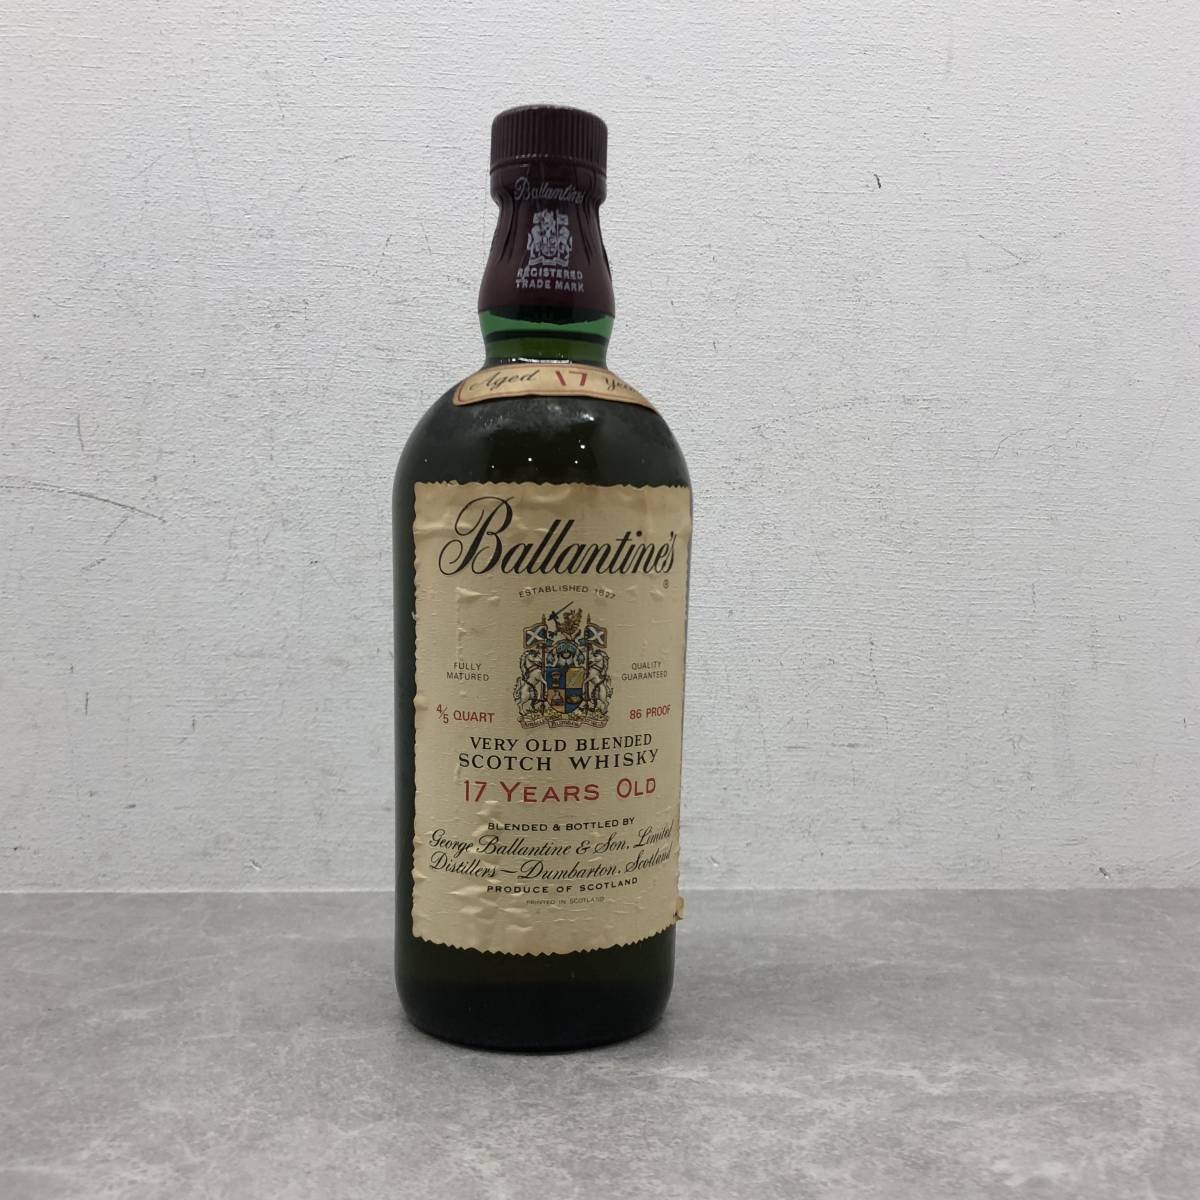 Ballantine's
REGISTERED
TRADE MARK
Aged 17
Ballantine's
®
ESTABLISHED 1827
FULLY
MATURED
QUALITY
GUARANTEED
4/5 QUART
86 PROOF
VERY OLD BLENDED
SCOTCH WHISKY
17 YEARS OLD
BLENDED & BOTTLED BY
George Ballantine & Son, Limited
Distillers—Dumbarton, Scotland
PRODUCE OF SCOTLAND
PRINTED IN SCOTLAND